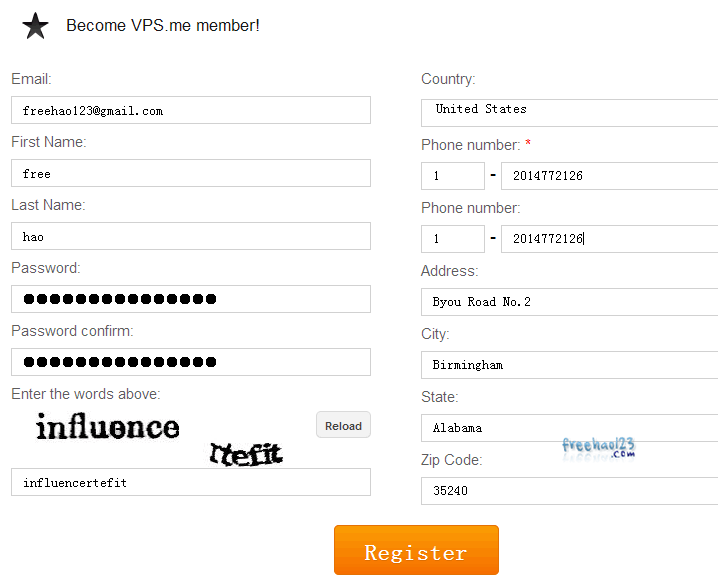 Become VPS.me member!
Email:
freehao123@gmail.com
First Name:
free
Last Name:
hao
Password:
●●●●●●●●●●●●●●●
Password confirm:
●●●●●●●●●●●●●●●
Enter the words above:
influence
rtefit
Reload
influencertefit
Country:
United States
Phone number: *
1 - 2014772126
Phone number:
1 - 2014772126
Address:
Byou Road No.2
City:
Birmingham
State:
Alabama
freehao123
.com
Zip Code:
35240
Register